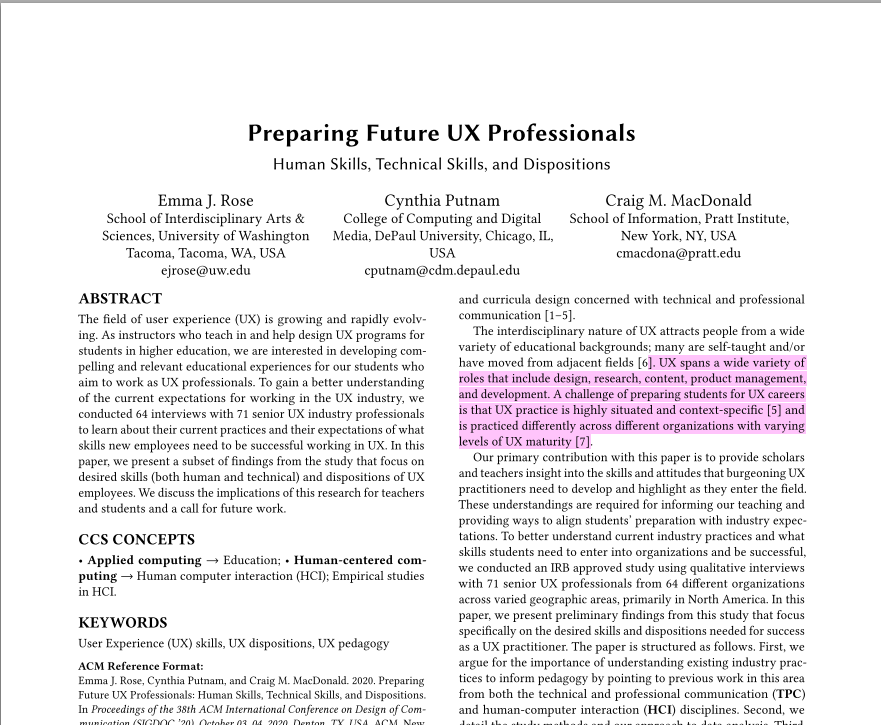 Preparing Future UX Professionals
Human Skills, Technical Skills, and Dispositions
Emma J. Rose
School of Interdisciplinary Arts &
Sciences, University of Washington
Tacoma, Tacoma, WA, USA
ejrose@uw.edu
Cynthia Putnam
College of Computing and Digital
Media, DePaul University, Chicago, IL,
USA
cputnam@cdm.depaul.edu
Craig M. MacDonald
School of Information, Pratt Institute,
New York, NY, USA
cmacdona@pratt.edu
ABSTRACT
The field of user experience (UX) is growing and rapidly evolv-
ing. As instructors who teach in and help design UX programs for
students in higher education, we are interested in developing com-
pelling and relevant educational experiences for our students who
aim to work as UX professionals. To gain a better understanding
of the current expectations for working in the UX industry, we
conducted 64 interviews with 71 senior UX industry professionals
to learn about their current practices and their expectations of what
skills new employees need to be successful working in UX. In this
paper, we present a subset of findings from the study that focus on
desired skills (both human and technical) and dispositions of UX
employees. We discuss the implications of this research for teachers
and students and a call for future work.
CCS CONCEPTS
• Applied computing → Education; • Human-centered com-
puting → Human computer interaction (HCI); Empirical studies
in HCI.
KEYWORDS
User Experience (UX) skills, UX dispositions, UX pedagogy
ACM Reference Format:
Emma J. Rose, Cynthia Putnam, and Craig M. MacDonald. 2020. Preparing
Future UX Professionals: Human Skills, Technical Skills, and Dispositions.
In Proceedings of the 38th ACM International Conference on Design of Com-
munication (SIGDOC '20), October 03, 04, 2020, Denton, TX, USA. ACM, New
and curricula design concerned with technical and professional
communication [1–5].
The interdisciplinary nature of UX attracts people from a wide
variety of educational backgrounds; many are self-taught and/or
have moved from adjacent fields [6]. UX spans a wide variety of
roles that include design, research, content, product management,
and development. A challenge of preparing students for UX careers
is that UX practice is highly situated and context-specific [5] and
is practiced differently across different organizations with varying
levels of UX maturity [7].
Our primary contribution with this paper is to provide scholars
and teachers insight into the skills and attitudes that burgeoning UX
practitioners need to develop and highlight as they enter the field.
These understandings are required for informing our teaching and
providing ways to align students' preparation with industry expec-
tations. To better understand current industry practices and what
skills students need to enter into organizations and be successful,
we conducted an IRB approved study using qualitative interviews
with 71 senior UX professionals from 64 different organizations
across varied geographic areas, primarily in North America. In this
paper, we present preliminary findings from this study that focus
specifically on the desired skills and dispositions needed for success
as a UX practitioner. The paper is structured as follows. First, we
argue for the importance of understanding existing industry prac-
tices to inform pedagogy by pointing to previous work in this area
from both the technical and professional communication (TPC)
and human-computer interaction (HCI) disciplines. Second, we
detail the study methods and our approach to data analysis. Third,